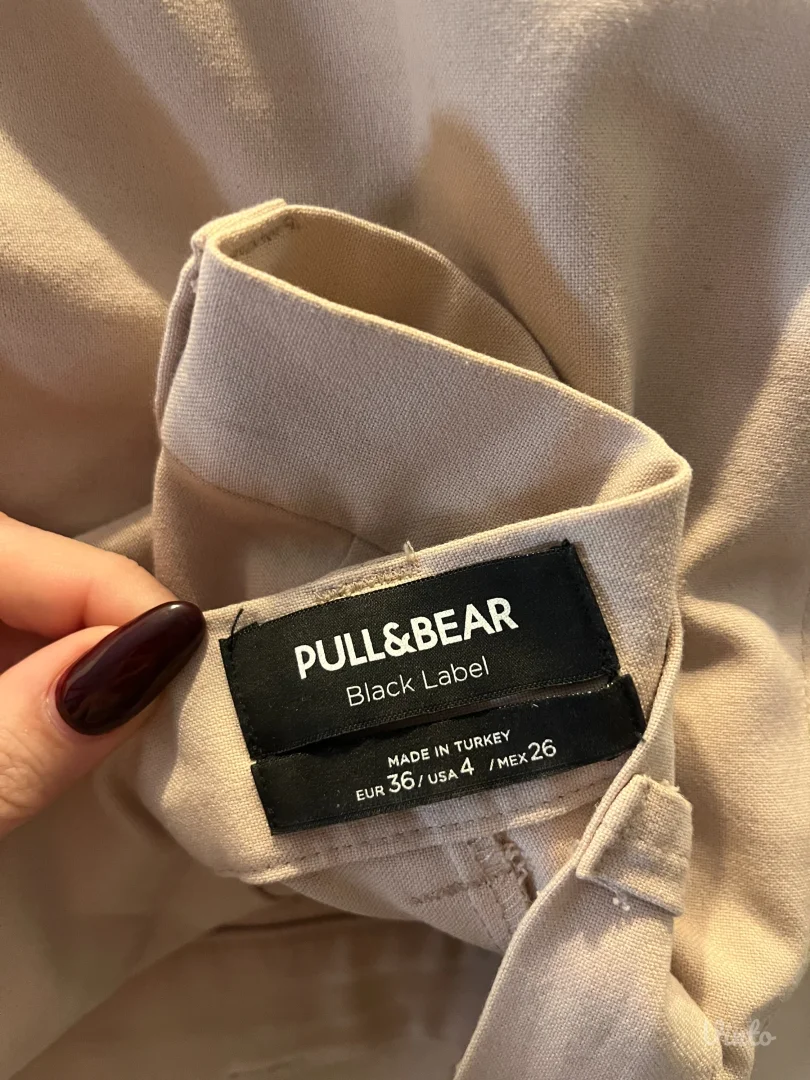 PULL&BEAR
Black Label
MADE IN TURKEY
EUR 36/ USA 4 /MEX 26